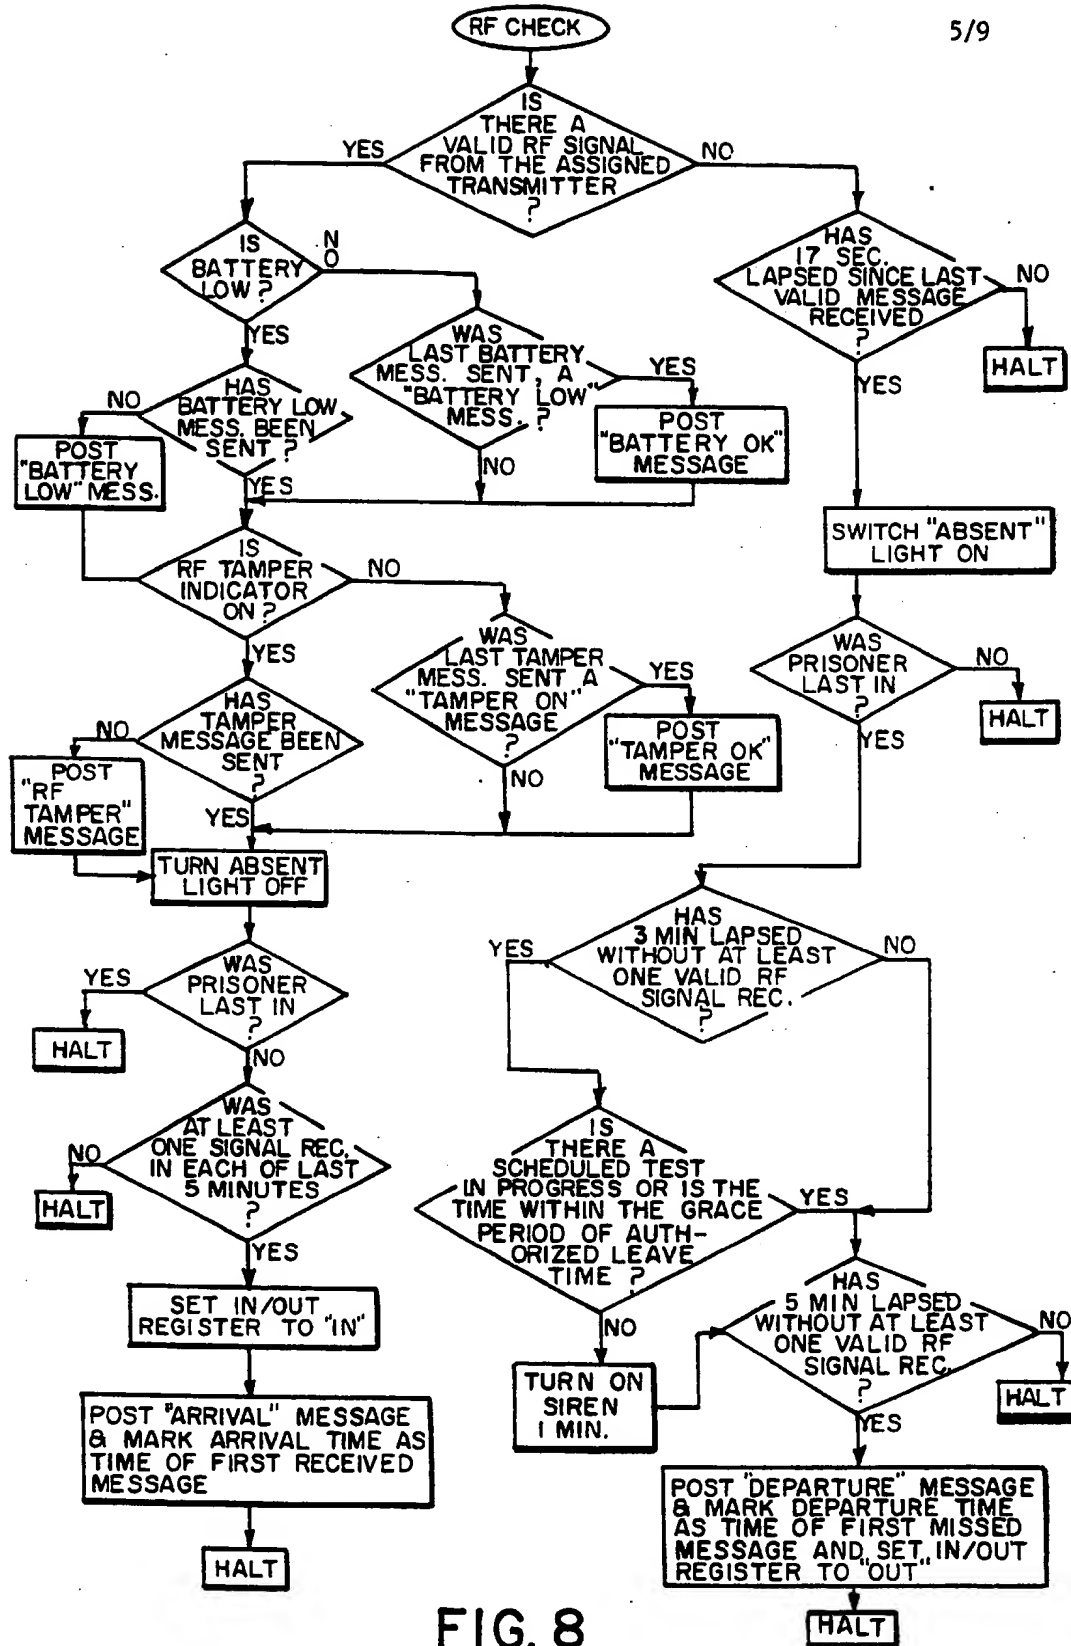 5/9
RF CHECK
IS
THERE A
VALID RF SIGNAL
FROM THE ASSIGNED
TRANSMITTER
?
YES
NO
IS
BATTERY
LOW ?
N
O
YES
HAS
BATTERY LOW
MESS. BEEN
SENT ?
NO
YES
POST
"BATTERY
LOW" MESS.
WAS
LAST BATTERY
MESS. SENT, A
"BATTERY LOW"
MESS. ?
YES
NO
POST
"BATTERY OK"
MESSAGE
IS
RF TAMPER
INDICATOR
ON ?
NO
YES
HAS
TAMPER
MESSAGE BEEN
SENT
?
NO
YES
POST
"RF
TAMPER"
MESSAGE
WAS
LAST TAMPER
MESS. SENT A
"TAMPER ON"
MESSAGE
?
YES
NO
POST
"TAMPER OK"
MESSAGE
TURN ABSENT
LIGHT OFF
WAS
PRISONER
LAST IN
?
YES
HALT
NO
WAS
AT LEAST
ONE SIGNAL REC.
IN EACH OF LAST
5 MINUTES
?
NO
HALT
YES
SET IN/OUT
REGISTER TO "IN"
POST "ARRIVAL" MESSAGE
& MARK ARRIVAL TIME AS
TIME OF FIRST RECEIVED
MESSAGE
HALT
HAS
17 SEC.
LAPSED SINCE LAST
VALID MESSAGE
RECEIVED
?
NO
HALT
YES
SWITCH "ABSENT"
LIGHT ON
WAS
PRISONER
LAST IN
?
NO
HALT
YES
HAS
3 MIN LAPSED
WITHOUT AT LEAST
ONE VALID RF
SIGNAL REC.
?
YES
NO
IS
THERE A
SCHEDULED TEST
IN PROGRESS OR IS THE
TIME WITHIN THE GRACE
PERIOD OF AUTH-
ORIZED LEAVE
TIME ?
YES
NO
TURN ON
SIREN
1 MIN.
HAS
5 MIN LAPSED
WITHOUT AT LEAST
ONE VALID RF
SIGNAL REC.
?
NO
HALT
YES
POST "DEPARTURE" MESSAGE
& MARK DEPARTURE TIME
AS TIME OF FIRST MISSED
MESSAGE AND SET IN/OUT
REGISTER TO "OUT"
HALT
FIG. 8